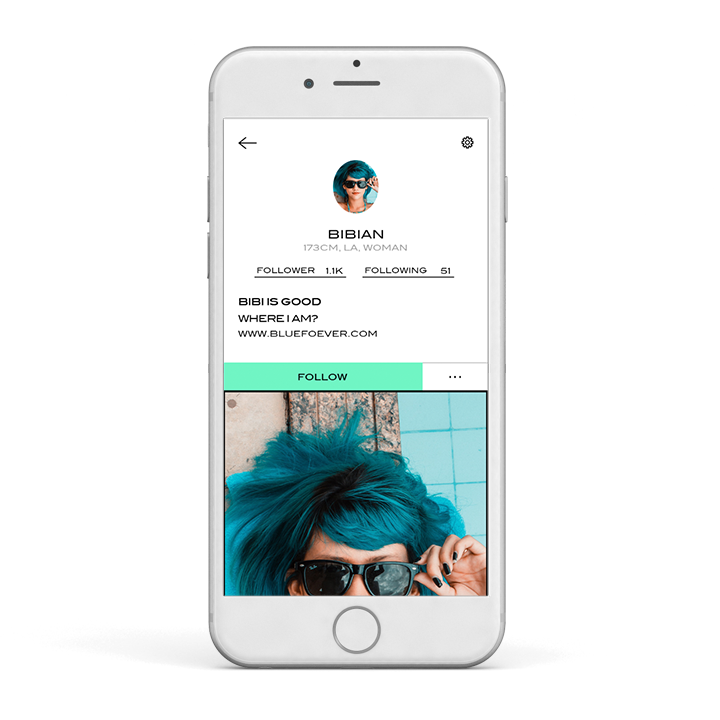 BIBIAN
173CM, LA, WOMAN
FOLLOWER 1.1K FOLLOWING 51
BIBI IS GOOD
WHERE I AM?
WWW.BLUEFOEVER.COM
FOLLOW ...